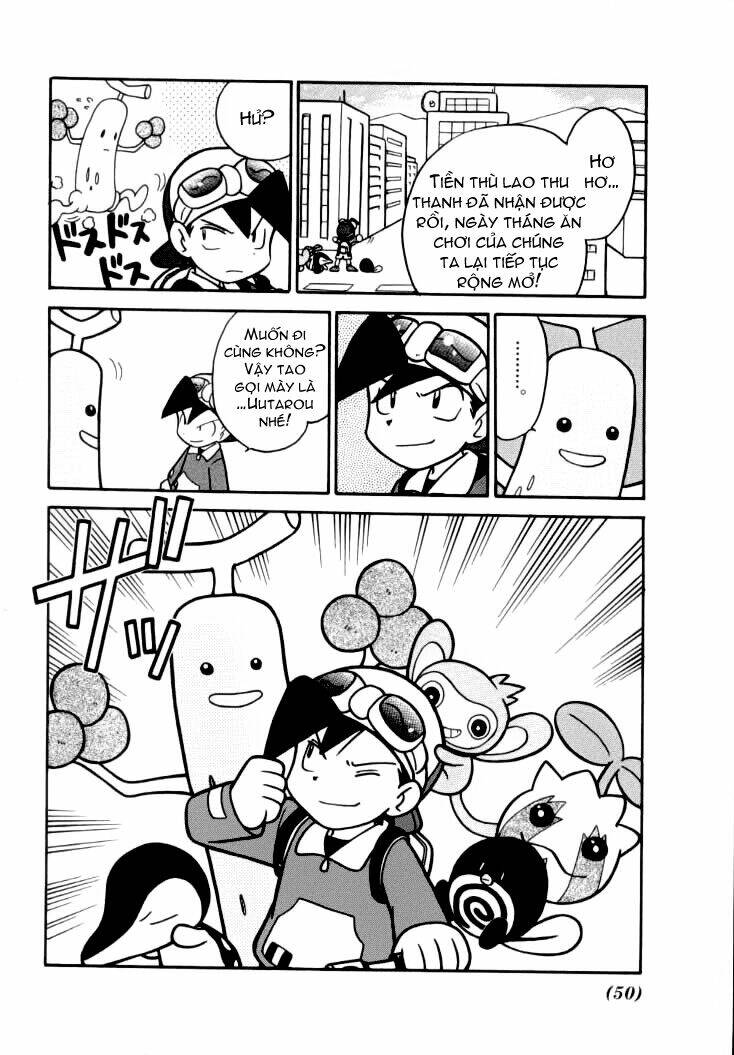 HƠ
HƠ...
TIỀN THÙ LAO THU
THANH ĐÃ NHẬN ĐƯỢC
RỒI, NGÀY THÁNG ĂN
CHƠI CỦA CHÚNG
TA LẠI TIẾP TỤC
RỘNG MỞ!
HỬ?
ドスドス
ドス
.........
MUỐN ĐI
CÙNG KHÔNG?
VẬY TAO
GỌI MÀY LÀ
...UUTAROU
NHÉ!
ザザッ
(50)